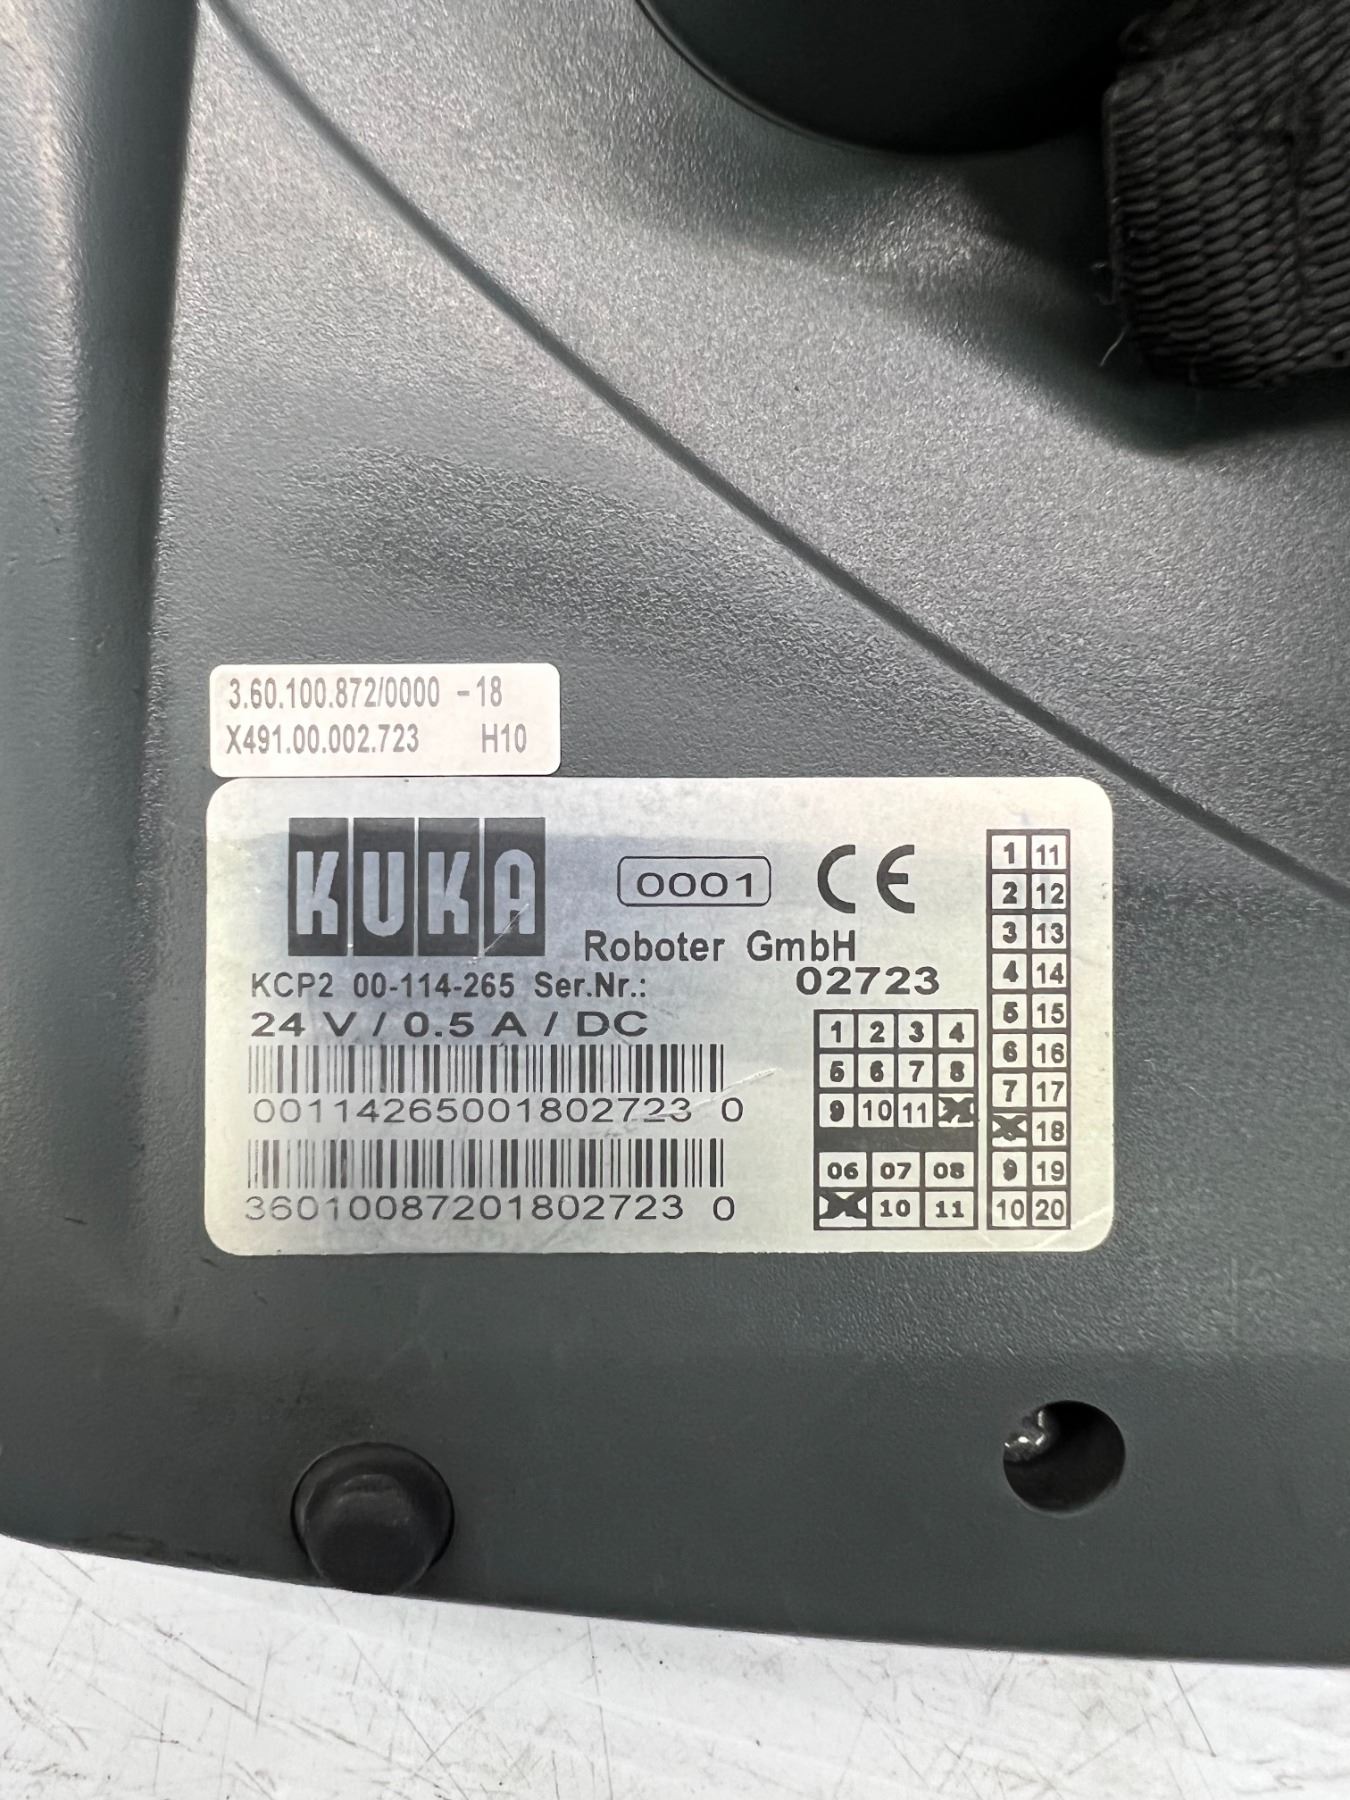 3.60.100.872/0000 -18
X491.00.002.723 H10
KUKA
0001 CE
Roboter GmbH
KCP2 00-114-265 Ser.Nr.: 02723
24 V / 0.5 A / DC
00114265001802723 0
36010087201802723 0
1 2 3 4
5 6 7 8
9 10 11
06 07 08
10 11
1 11
2 12
3 13
4 14
5 15
6 16
7 17
18
9 19
10 20